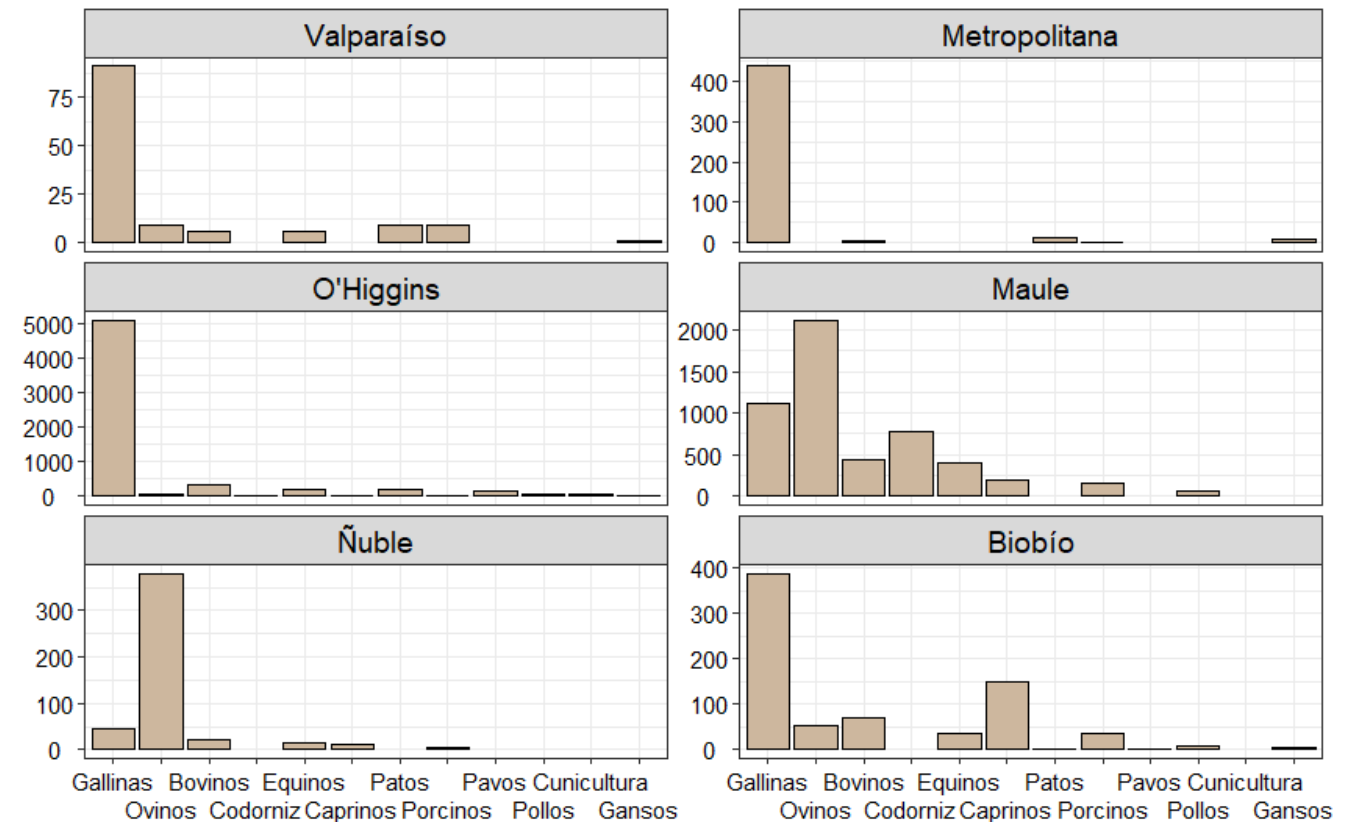 Valparaíso
75
50
25
0
Metropolitana
400
300
200
100
0
O'Higgins
5000
4000
3000
2000
1000
0
Maule
2000
1500
1000
500
0
Ñuble
300
200
100
0
Biobío
400
300
200
100
0
Gallinas Bovinos Equinos Patos Pavos Cunicultura
Ovinos Codorniz Caprinos Porcinos Pollos Gansos
Gallinas Bovinos Equinos Patos Pavos Cunicultura
Ovinos Codorniz Caprinos Porcinos Pollos Gansos